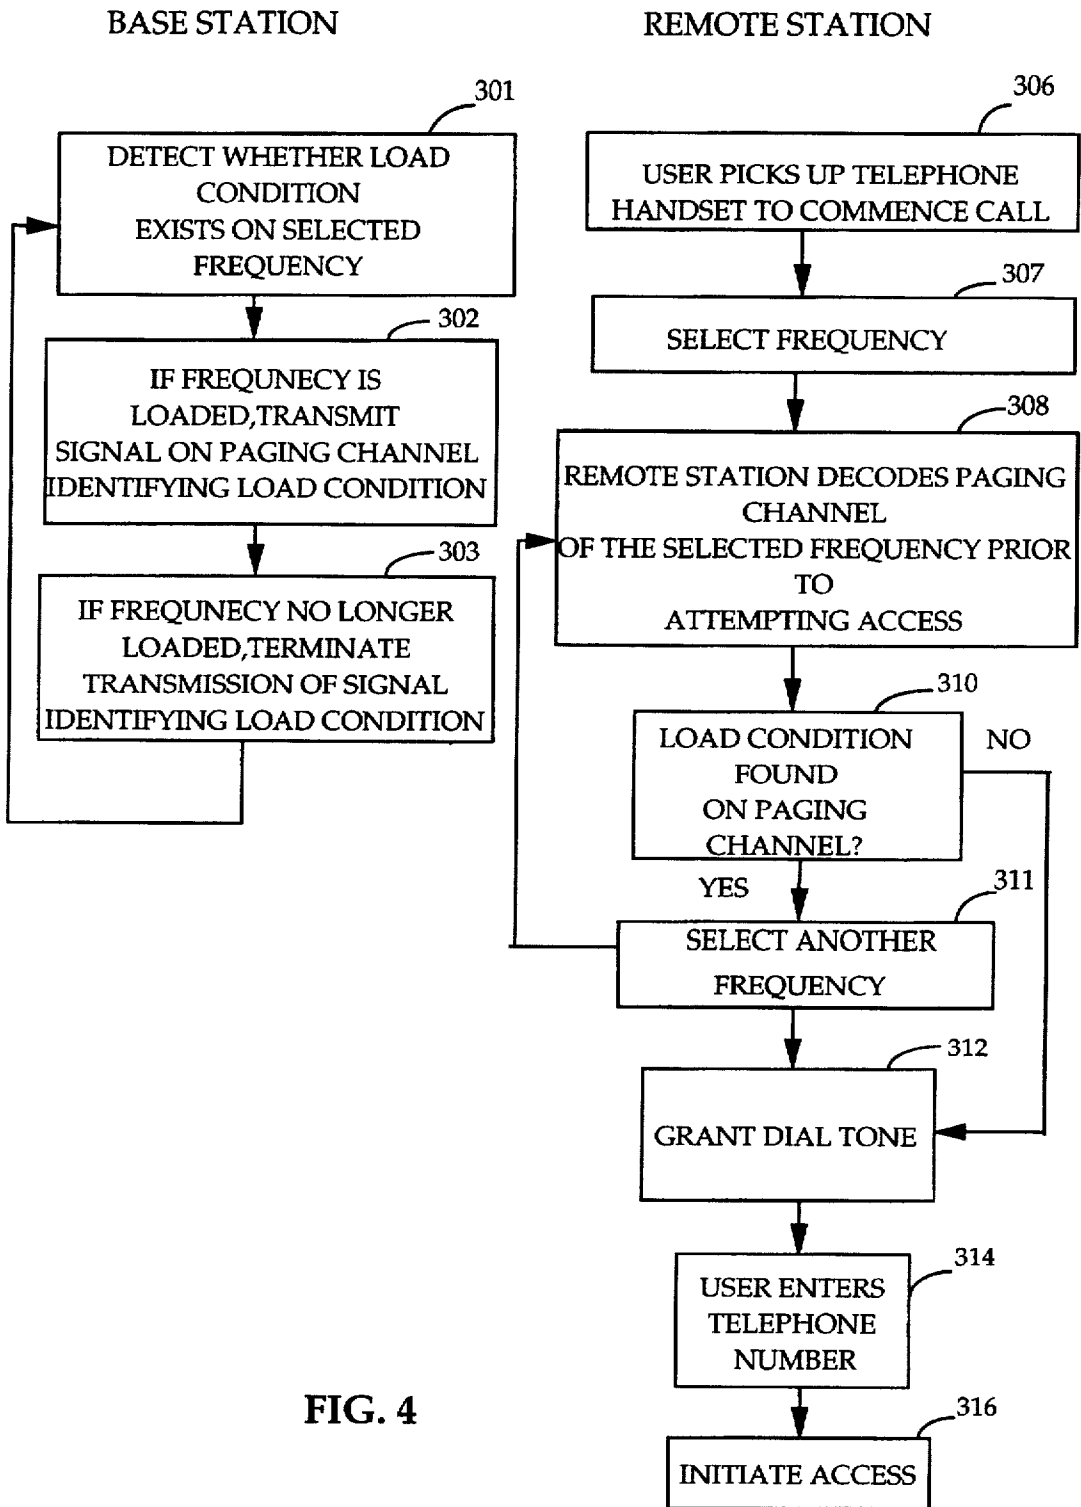 BASE STATION
301
DETECT WHETHER LOAD
CONDITION
EXISTS ON SELECTED
FREQUENCY
302
IF FREQUNECY IS
LOADED,TRANSMIT
SIGNAL ON PAGING CHANNEL
IDENTIFYING LOAD CONDITION
303
IF FREQUNECY NO LONGER
LOADED,TERMINATE
TRANSMISSION OF SIGNAL
IDENTIFYING LOAD CONDITION
REMOTE STATION
306
USER PICKS UP TELEPHONE
HANDSET TO COMMENCE CALL
307
SELECT FREQUENCY
308
REMOTE STATION DECODES PAGING
CHANNEL
OF THE SELECTED FREQUENCY PRIOR
TO
ATTEMPTING ACCESS
310
LOAD CONDITION
FOUND
ON PAGING
CHANNEL?
NO
YES
311
SELECT ANOTHER
FREQUENCY
312
GRANT DIAL TONE
314
USER ENTERS
TELEPHONE
NUMBER
316
INITIATE ACCESS
FIG. 4